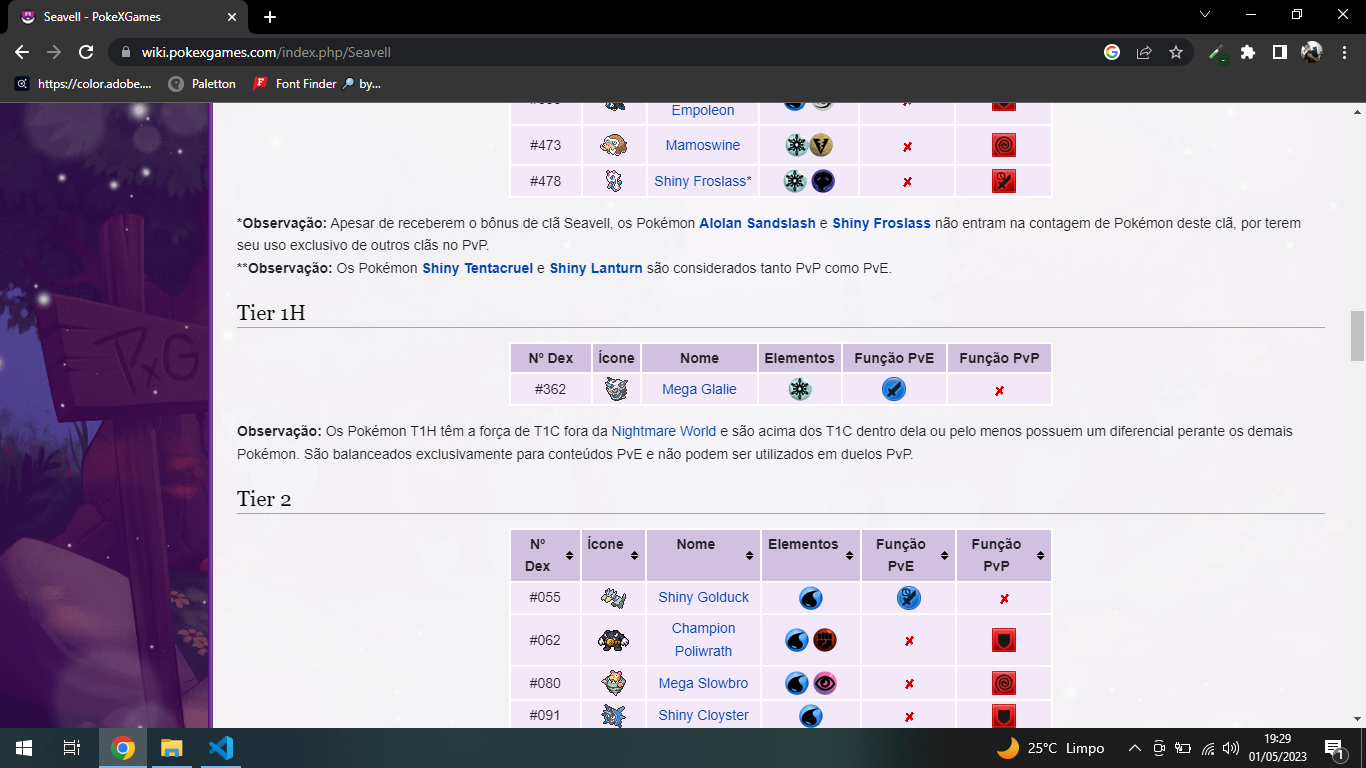 Seavell - PokeXGames
wiki.pokexgames.com/index.php/Seavell
https://color.adobe.... Paletton Font Finder 🔎 by...
Empoleon
#473 Mamoswine
#478 Shiny Froslass*
*Observação: Apesar de receberem o bônus de clã Seavell, os Pokémon Alolan Sandslash e Shiny Froslass não entram na contagem de Pokémon deste clã, por terem
seu uso exclusivo de outros clãs no PvP.
**Observação: Os Pokémon Shiny Tentacruel e Shiny Lanturn são considerados tanto PvP como PvE.
Tier 1H
Nº Dex Ícone Nome Elementos Função PvE Função PvP
#362 Mega Glalie
Observação: Os Pokémon T1H têm a força de T1C fora da Nightmare World e são acima dos T1C dentro dela ou pelo menos possuem um diferencial perante os demais
Pokémon. São balanceados exclusivamente para conteúdos PvE e não podem ser utilizados em duelos PvP.
Tier 2
Nº Dex Ícone Nome Elementos Função PvE Função PvP
#055 Shiny Golduck
#062 Champion Poliwrath
#080 Mega Slowbro
#091 Shiny Cloyster
PxG
25°C Limpo
19:29
01/05/2023
1